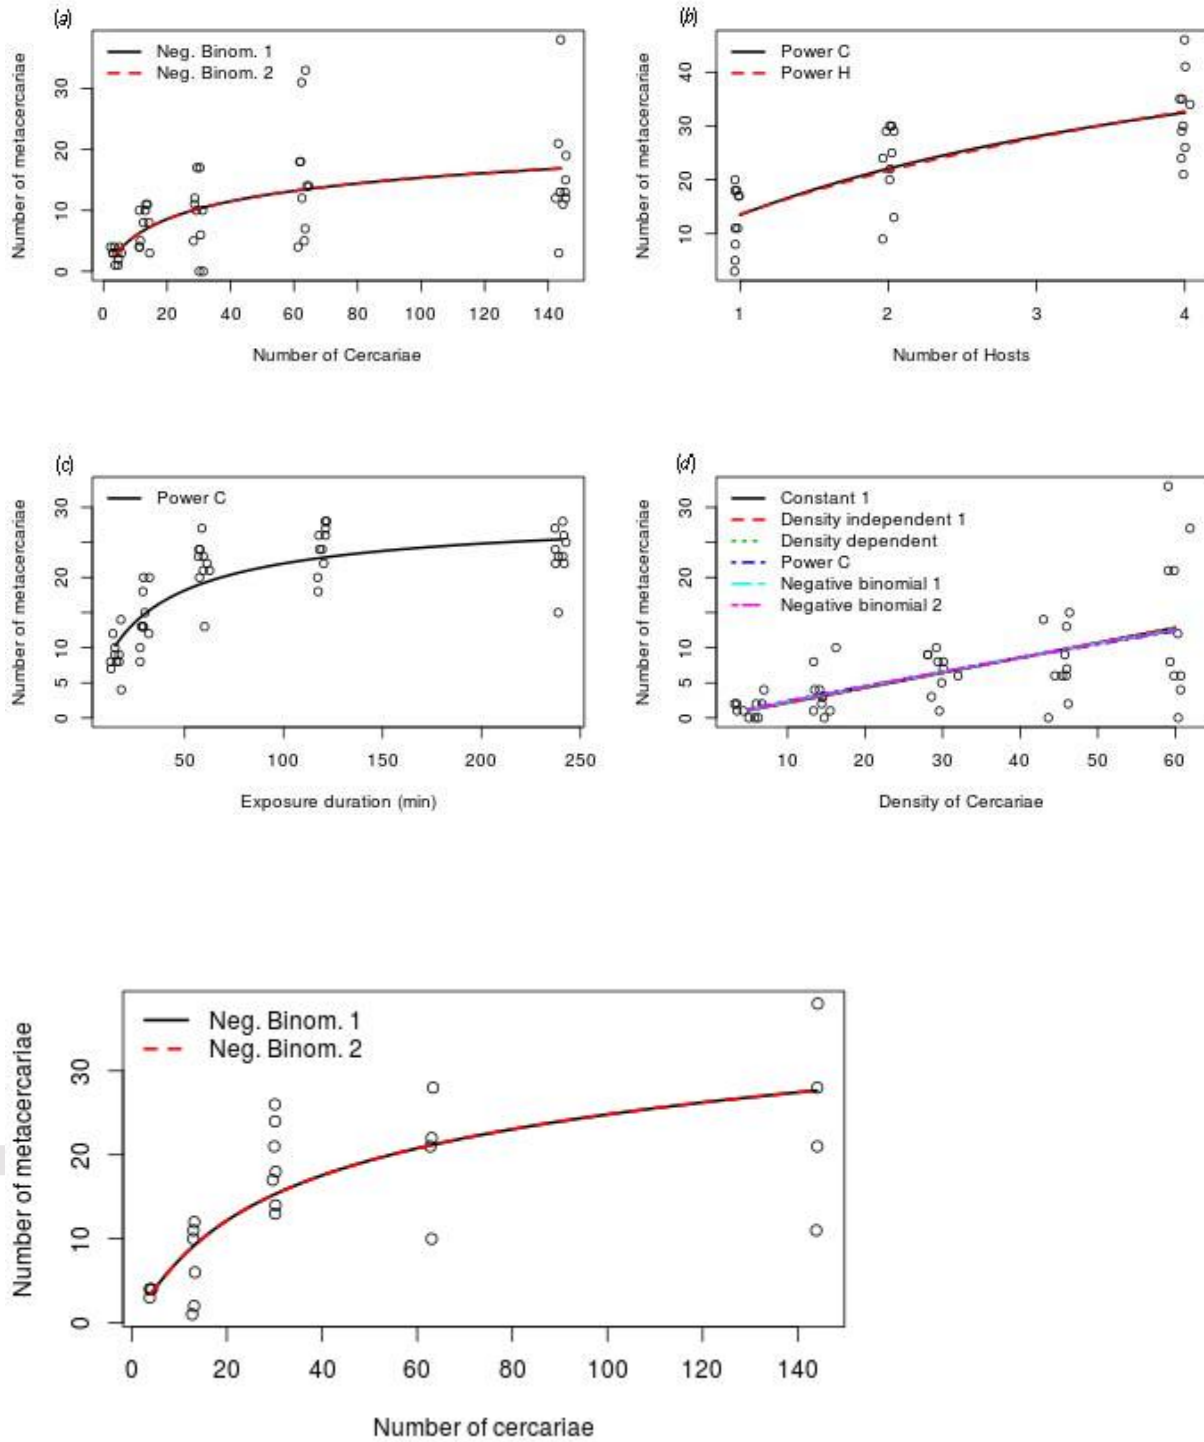 (a)
Neg. Binom. 1
Neg. Binom. 2
Number of metacercariae
0 10 20 30
0 20 40 60 80 100 120 140
Number of Cercariae
(b)
Power C
Power H
Number of metacercariae
10 20 30 40
1 2 3 4
Number of Hosts
(c)
Power C
Number of metacercariae
0 5 10 20 30
50 100 150 200 250
Exposure duration (min)
(d)
Constant 1
Density independent 1
Density dependent
Power C
Negative binomial 1
Negative binomial 2
Number of metacercariae
0 5 10 20 30
10 20 30 40 50 60
Density of Cercariae
Neg. Binom. 1
Neg. Binom. 2
Number of metacercariae
0 10 20 30
0 20 40 60 80 100 120 140
Number of cercariae